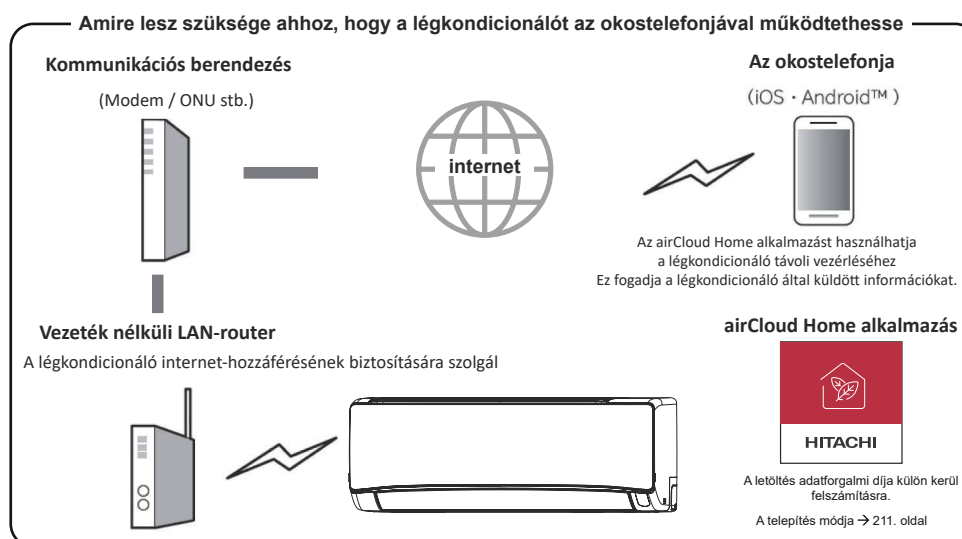 Amire lesz szüksége ahhoz, hogy a légkondicionálót az okostelefonjával működtethesse
Kommunikációs berendezés
(Modem / ONU stb.)
internet
Az okostelefonja
(iOS・Android™ )
Az airCloud Home alkalmazást használhatja
a légkondicionáló távoli vezérléséhez
Ez fogadja a légkondicionáló által küldött információkat.
Vezeték nélküli LAN-router
A légkondicionáló internet-hozzáférésének biztosítására szolgál
airCloud Home alkalmazás
HITACHI
A letöltés adatforgalmi díja külön kerül
felszámításra.
A telepítés módja → 211. oldal